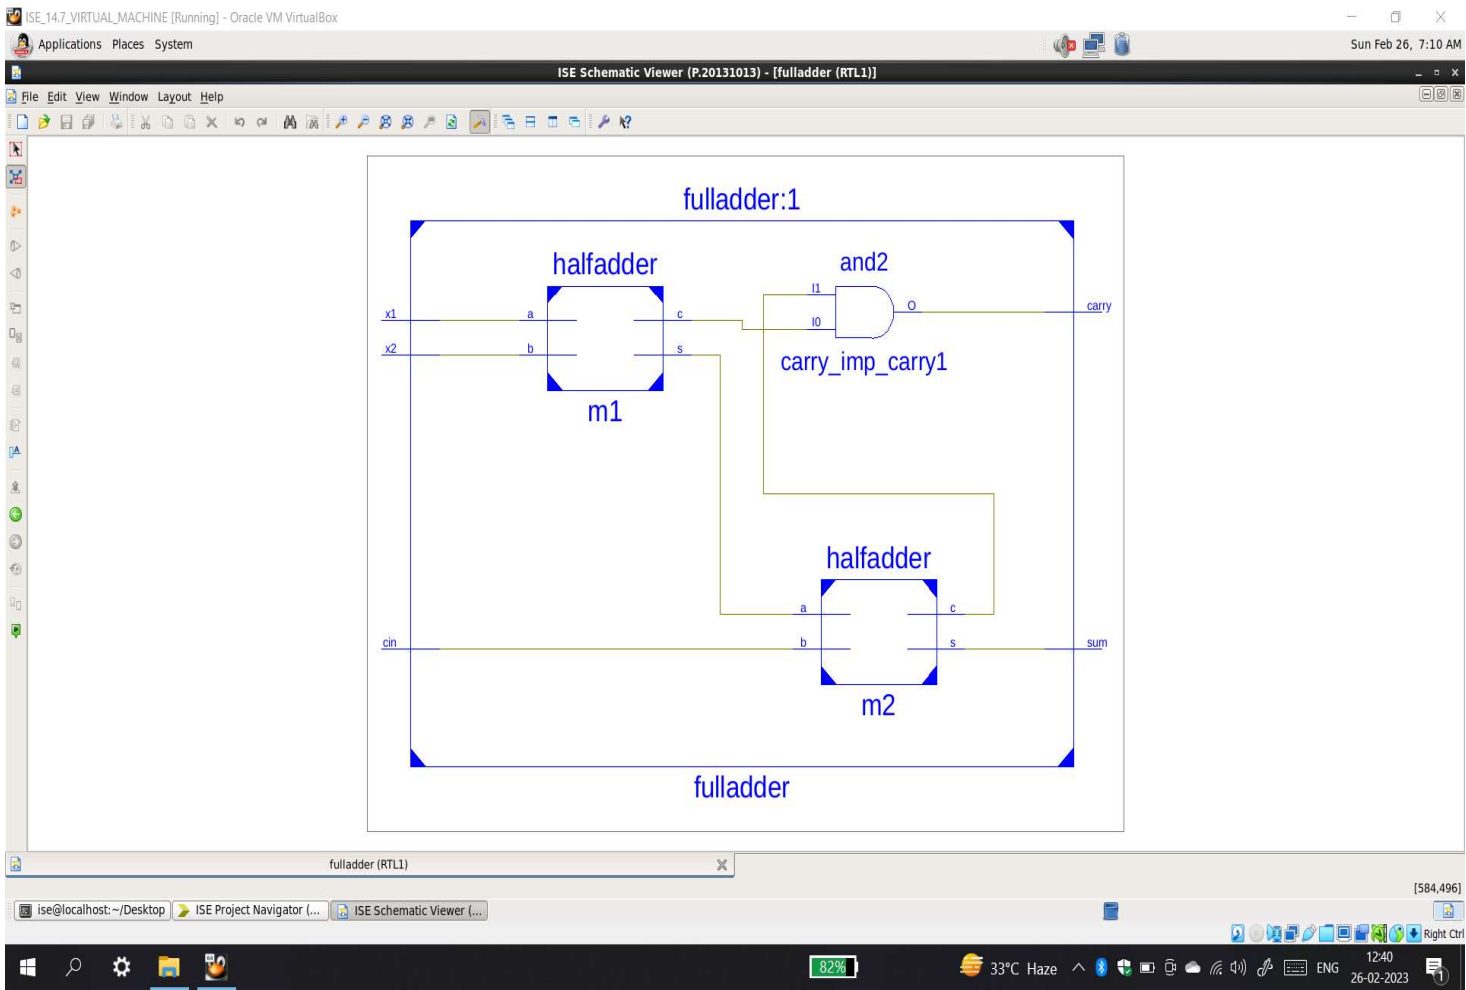 ISE_14.7_VIRTUAL_MACHINE [Running] - Oracle VM VirtualBox
Applications Places System
Sun Feb 26, 7:10 AM
ISE Schematic Viewer (P.20131013) - [fulladder (RTL1)]
File Edit View Window Layout Help
fulladder:1
halfadder
and2
x1
a
c
I1
O
carry
I0
x2
b
s
carry_imp_carry1
m1
halfadder
a
c
cin
b
s
sum
m2
fulladder
fulladder (RTL1)
[584,496]
ise@localhost:~/Desktop
ISE Project Navigator (...
ISE Schematic Viewer (...
Right Ctrl
82%
33°C Haze
ENG
12:40
26-02-2023
1